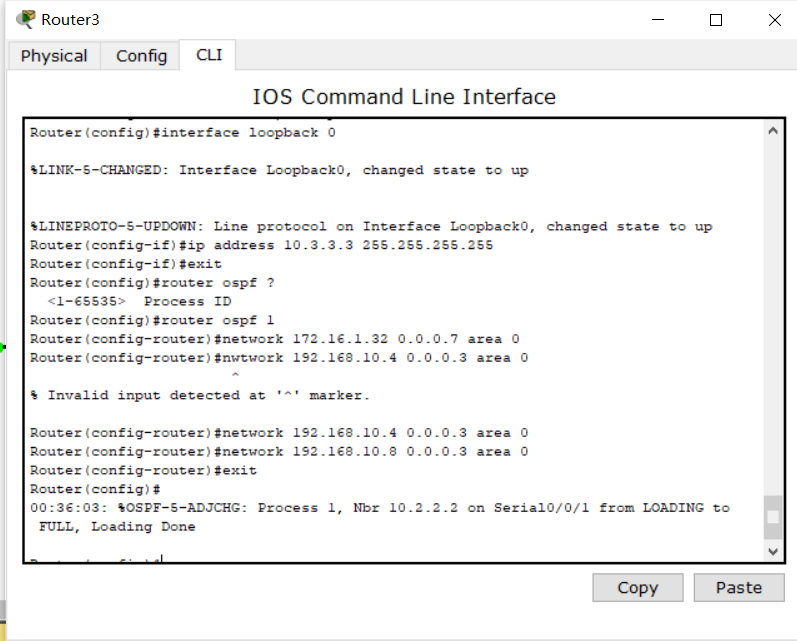 Router3
Physical Config CLI
IOS Command Line Interface
Router(config)#interface loopback 0
%LINK-5-CHANGED: Interface Loopback0, changed state to up
%LINEPROTO-5-UPDOWN: Line protocol on Interface Loopback0, changed state to up
Router(config-if)#ip address 10.3.3.3 255.255.255.255
Router(config-if)#exit
Router(config)#router ospf ?
<1-65535> Process ID
Router(config)#router ospf 1
Router(config-router)#network 172.16.1.32 0.0.0.7 area 0
Router(config-router)#nwtwork 192.168.10.4 0.0.0.3 area 0
^
% Invalid input detected at '^' marker.
Router(config-router)#network 192.168.10.4 0.0.0.3 area 0
Router(config-router)#network 192.168.10.8 0.0.0.3 area 0
Router(config-router)#exit
Router(config)#
00:36:03: %OSPF-5-ADJCHG: Process 1, Nbr 10.2.2.2 on Serial0/0/1 from LOADING to
FULL, Loading Done
Copy Paste